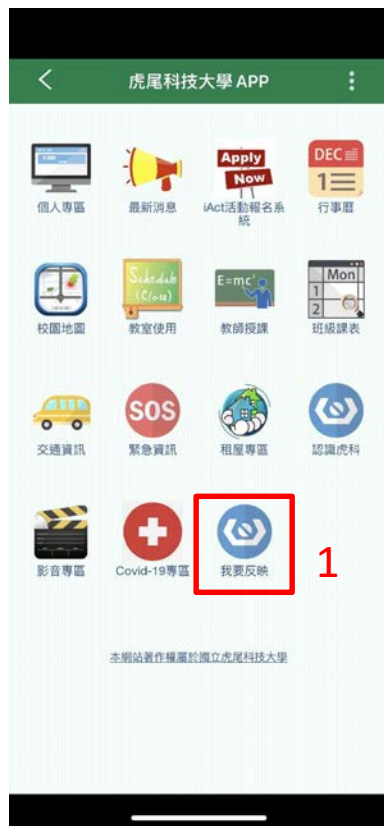 虎尾科技大學 APP
Apply
Now
DEC
1
個人專區
最新消息
iAct活動報名系統
行事曆
Schedule
(Class)
E=mc²
Mon
1
2
校園地圖
教室使用
教師授課
班級課表
SOS
交通資訊
緊急資訊
租屋專區
認識虎科
影音專區
Covid-19專區
我要反映
1
本網站著作權屬於國立虎尾科技大學